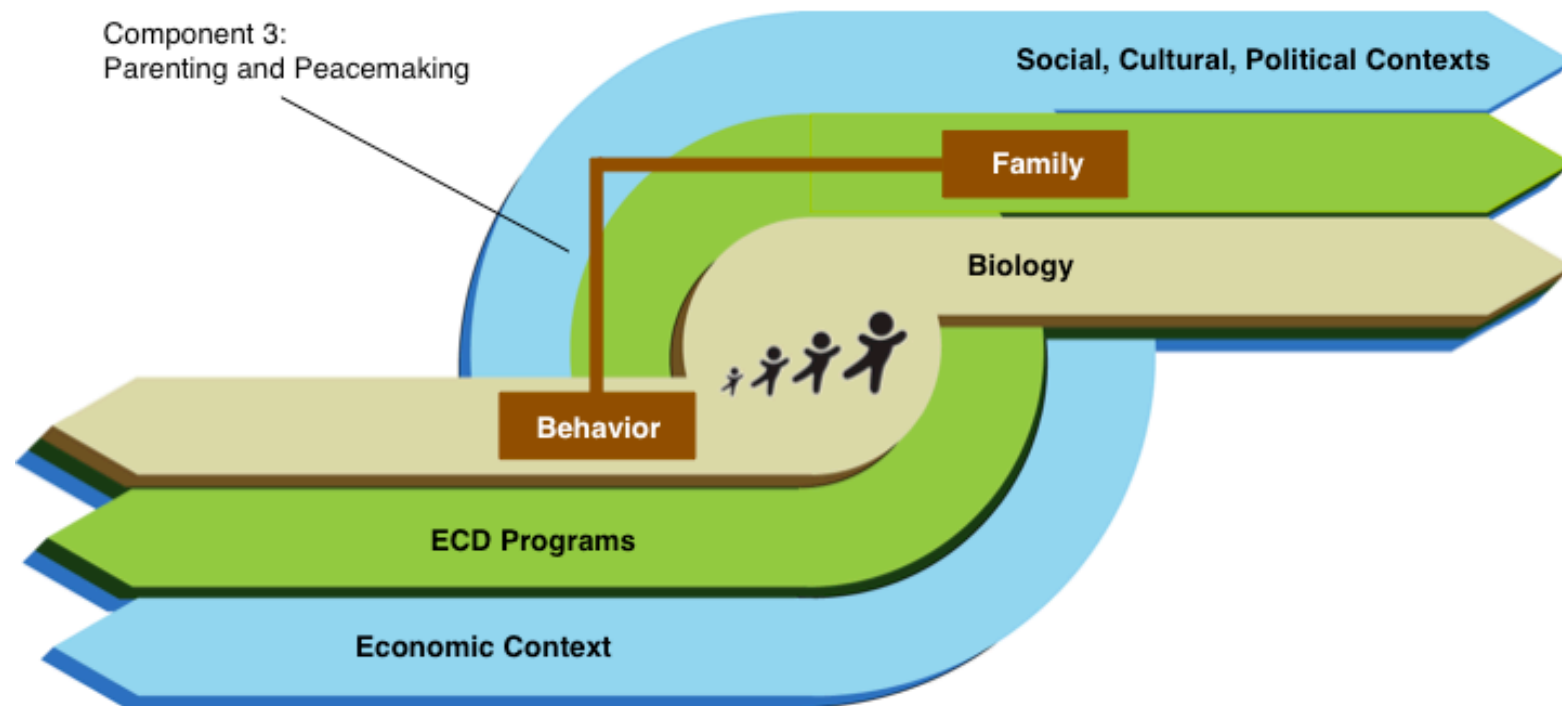 Component 3:
Parenting and Peacemaking
Social, Cultural, Political Contexts
Family
Biology
Behavior
ECD Programs
Economic Context